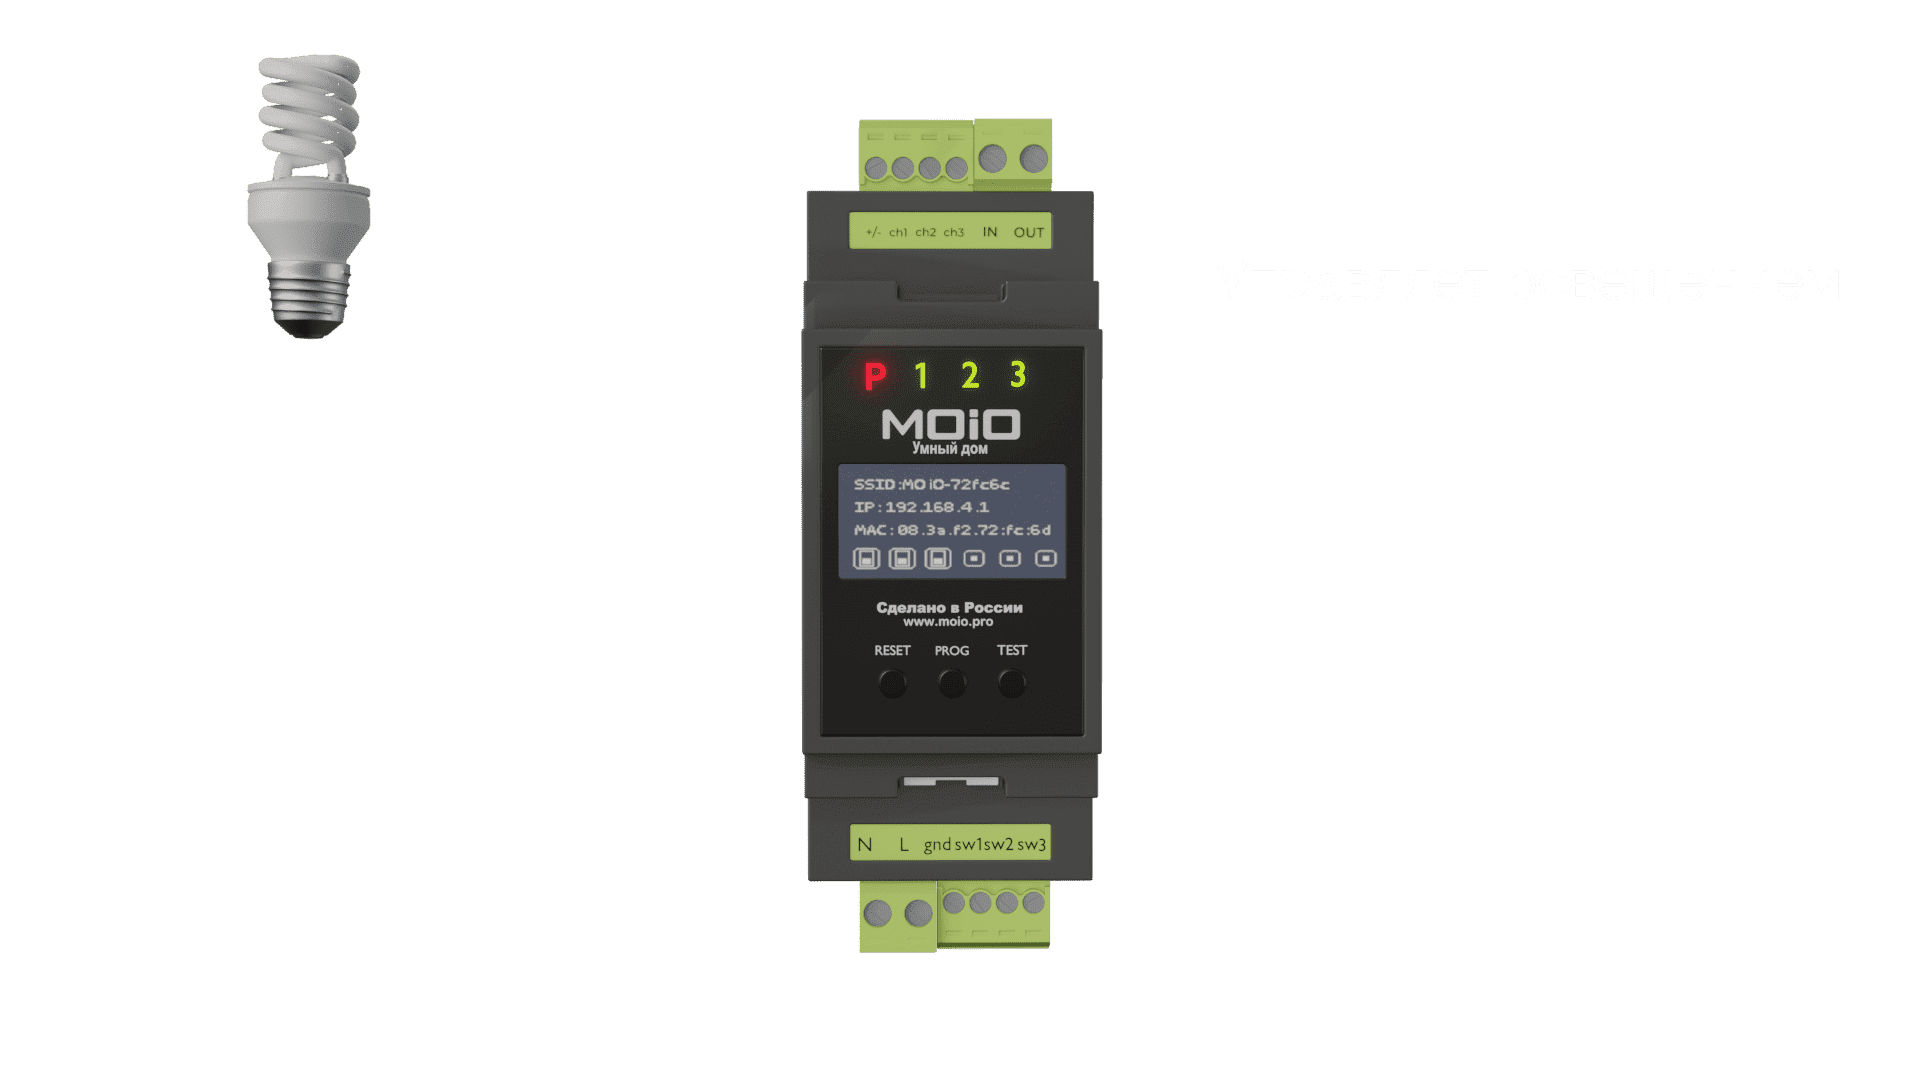 +/- ch1 ch2 ch3 IN OUT
P 1 2 3
MOiO
Умный дом
SSID:MOiO-72fc6c
IP:192.168.4.1
MAC:08.3a.f2.72:fc:6d
Сделано в России
www.moio.pro
RESET PROG TEST
N L gnd sw1 sw2 sw3